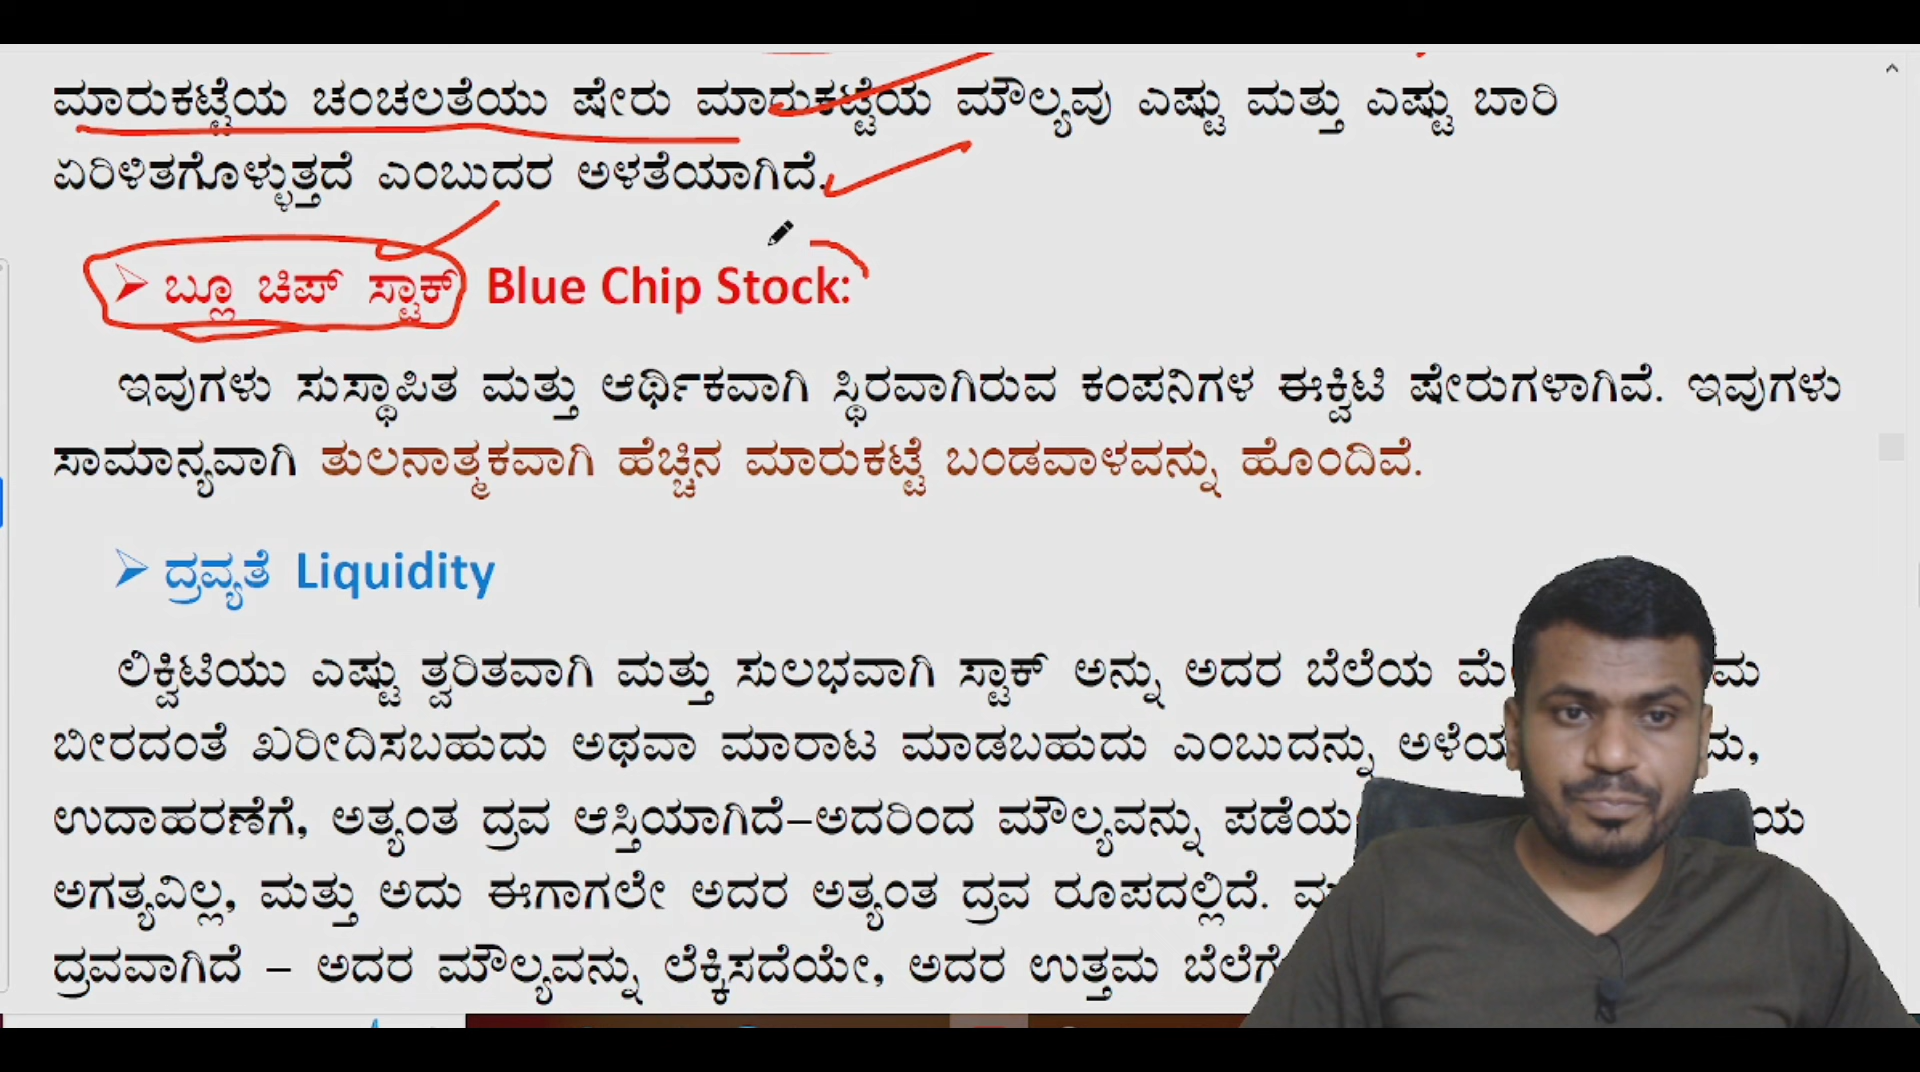 ಮಾರುಕಟ್ಟೆಯ ಚಂಚಲತೆಯು ಷೇರು ಮಾರುಕಟ್ಟೆಯ ಮೌಲ್ಯವು ಎಷ್ಟು ಮತ್ತು ಎಷ್ಟು ಬಾರಿ
ಏರಿಳಿತಗೊಳ್ಳುತ್ತದೆ ಎಂಬುದರ ಅಳತೆಯಾಗಿದೆ.
➢ ಬ್ಲೂ ಚಿಪ್ ಸ್ಟಾಕ್ Blue Chip Stock:
ಇವುಗಳು ಸುಸ್ಥಾಪಿತ ಮತ್ತು ಆರ್ಥಿಕವಾಗಿ ಸ್ಥಿರವಾಗಿರುವ ಕಂಪನಿಗಳ ಈಕ್ವಿಟಿ ಷೇರುಗಳಾಗಿವೆ. ಇವುಗಳು
ಸಾಮಾನ್ಯವಾಗಿ ತುಲನಾತ್ಮಕವಾಗಿ ಹೆಚ್ಚಿನ ಮಾರುಕಟ್ಟೆ ಬಂಡವಾಳವನ್ನು ಹೊಂದಿವೆ.
➢ ದ್ರವ್ಯತೆ Liquidity
ಲಿಕ್ವಿಟಿಯು ಎಷ್ಟು ತ್ವರಿತವಾಗಿ ಮತ್ತು ಸುಲಭವಾಗಿ ಸ್ಟಾಕ್ ಅನ್ನು ಅದರ ಬೆಲೆಯ
ಬೀರದಂತೆ ಖರೀದಿಸಬಹುದು ಅಥವಾ ಮಾರಾಟ ಮಾಡಬಹುದು ಎಂಬುದನ್ನು
ಉದಾಹರಣೆಗೆ, ಅತ್ಯಂತ ದ್ರವ ಆಸ್ತಿಯಾಗಿದೆ–ಅದರಿಂದ ಮೌಲ್ಯವನ್ನು
ಅಗತ್ಯವಿಲ್ಲ, ಮತ್ತು ಅದು ಈಗಾಗಲೇ ಅದರ ಅತ್ಯಂತ ದ್ರವ ರೂಪದಲ್ಲಿದೆ.
ದ್ರವವಾಗಿದೆ – ಅದರ ಮೌಲ್ಯವನ್ನು ಲೆಕ್ಕಿಸದೆಯೇ, ಅದರ ಉತ್ತಮ